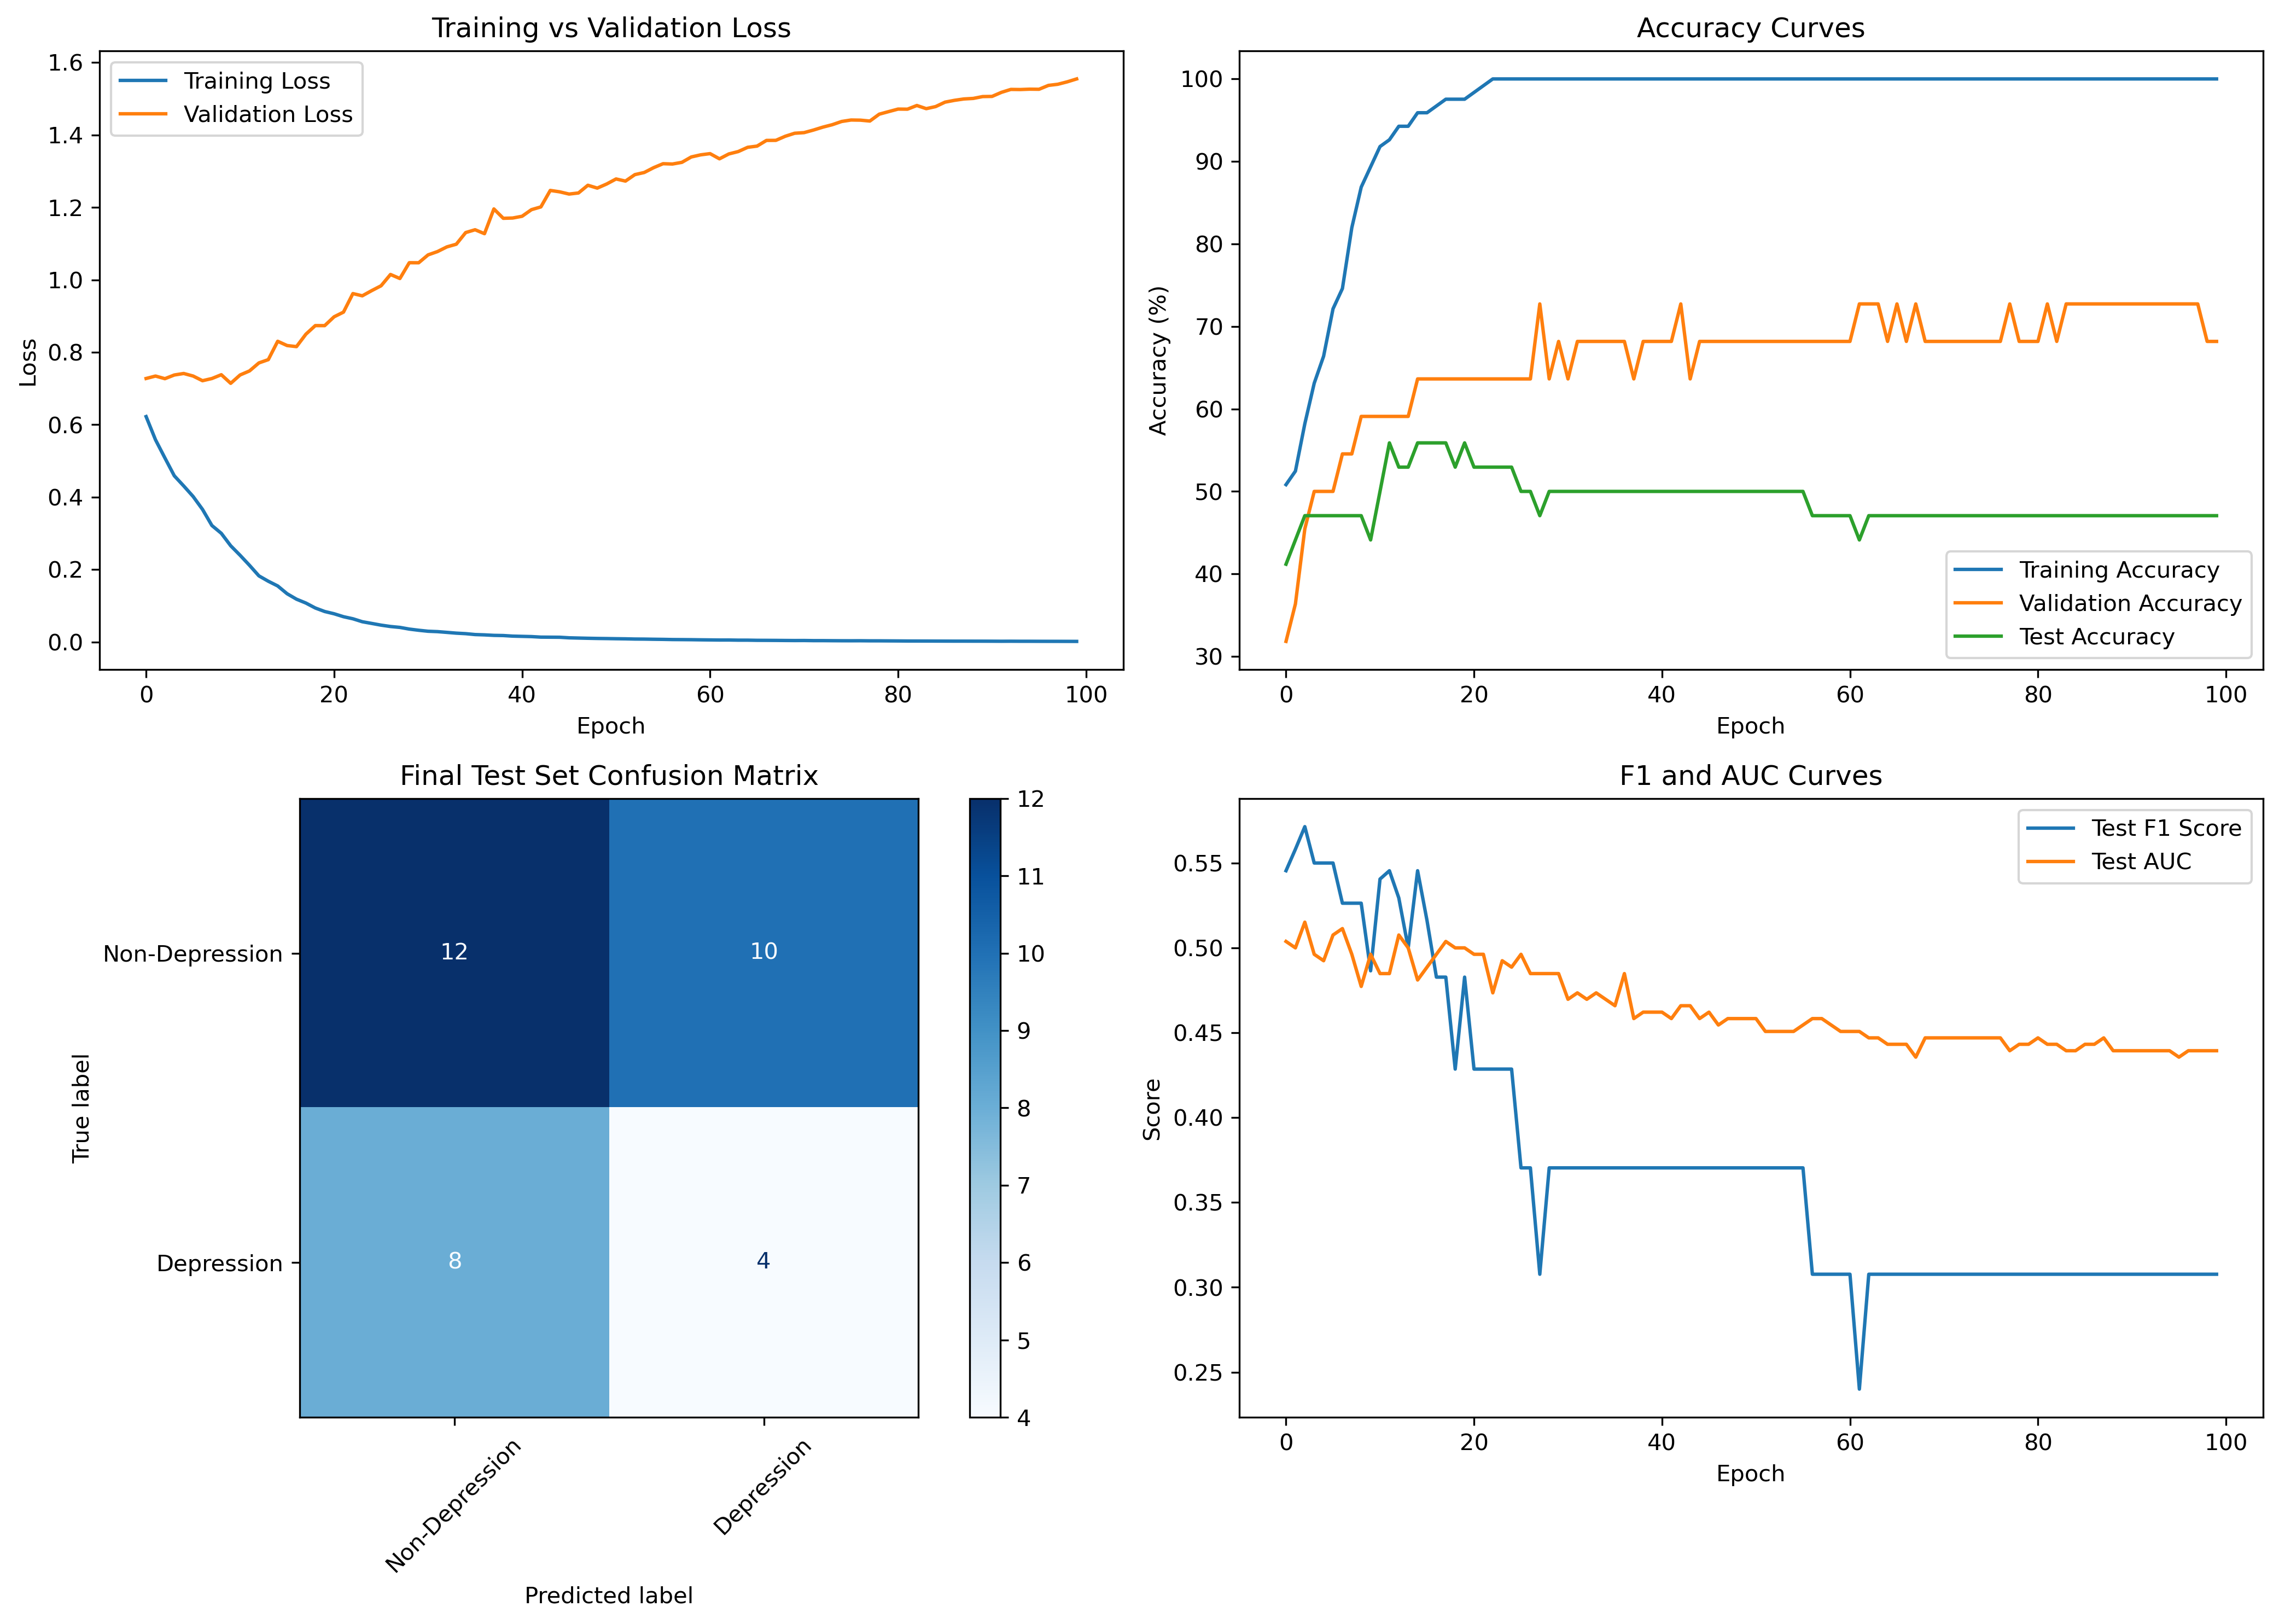 Training vs Validation Loss
Training Loss
Validation Loss
1.6
1.4
1.2
1.0
0.8
0.6
0.4
0.2
0.0
Loss
0 20 40 60 80 100
Epoch
Accuracy Curves
100
90
80
70
60
50
40
30
Accuracy (%)
Training Accuracy
Validation Accuracy
Test Accuracy
0 20 40 60 80 100
Epoch
Final Test Set Confusion Matrix
True label
Non-Depression
12 10
Depression
8 4
Non-Depression
Depression
Predicted label
12
11
10
9
8
7
6
5
4
F1 and AUC Curves
Test F1 Score
Test AUC
0.55
0.50
0.45
0.40
0.35
0.30
0.25
Score
0 20 40 60 80 100
Epoch